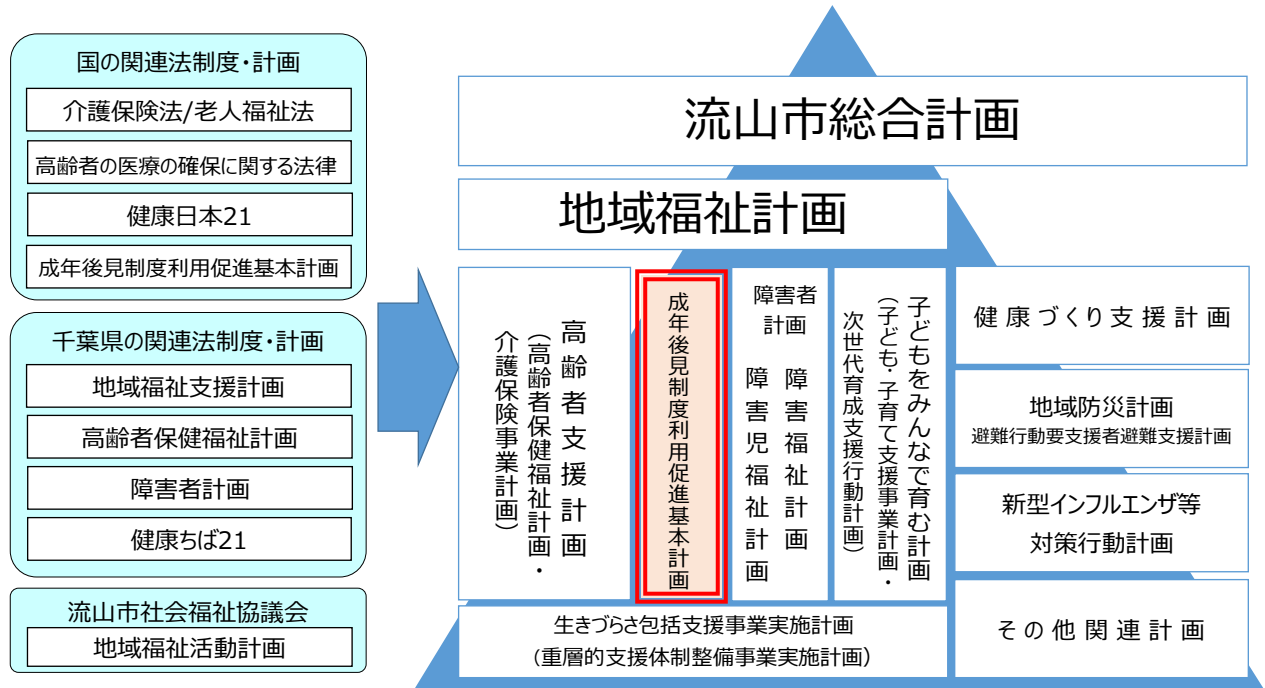 国の関連法制度・計画
介護保険法/老人福祉法
高齢者の医療の確保に関する法律
健康日本21
成年後見制度利用促進基本計画
千葉県の関連法制度・計画
地域福祉支援計画
高齢者保健福祉計画
障害者計画
健康ちば21
流山市社会福祉協議会
地域福祉活動計画
流山市総合計画
地域福祉計画
高齢者支援計画
（高齢者保健福祉計画・
介護保険事業計画）
成年後見制度利用促進基本計画
障害者
計画
障害福祉計画
障害児福祉計画
子どもをみんなで育む計画
（子ども・子育て支援事業計画・
次世代育成支援行動計画）
生きづらさ包括支援事業実施計画
（重層的支援体制整備事業実施計画）
健康づくり支援計画
地域防災計画
避難行動要支援者避難支援計画
新型インフルエンザ等
対策行動計画
その他関連計画